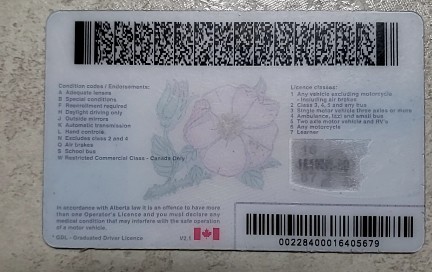 Condition codes / Endorsements:
A Adequate lenses
B Special conditions
F Reexamined required
H Daylight driving only
J Outside mirrors
K Automatic transmission
L Hand controls
N Excludes class 2 and 4
Q Air brakes
S School bus
W Restricted Commercial Class - Canada Only
Licence classes:
1 Any vehicle excluding motorcycle
- including air brakes
2 Class 3, 4, 5 and any bus
3 Single motor vehicle three axles or more
4 Ambulance, taxi and small bus
5 Two axle motor vehicle and RV's
6 Any motorcycle
7 Learner
In accordance with Alberta law it is an offence to have more
than one Operator's License and you must declare any
medical condition that may interfere with the safe operation
of a motor vehicle.
* GDL - Graduated Driver Licence
V2.1
00228400016405679